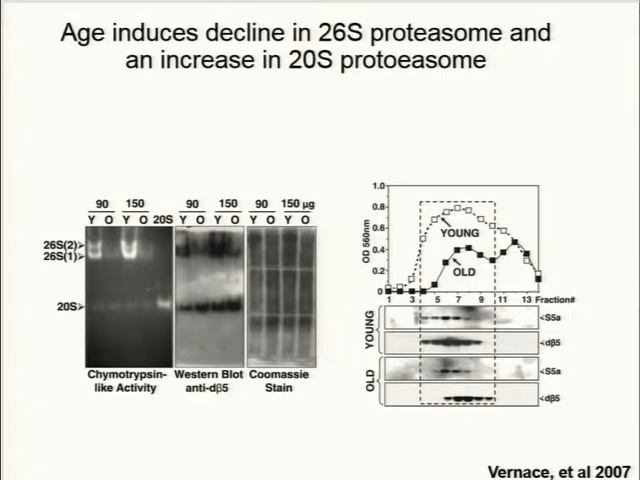 Age induces decline in 26S proteasome and
an increase in 20S protoeasome
90 150
Y O Y O 20S
26S(2)
26S(1)
20S
Chymotrypsin-
like Activity
90 150
Y O Y O
Western Blot
anti-dβ5
90 150 µg
Y O Y O
Coomassie
Stain
1.0
0.8
0.6
0.4
0.2
0
OD 560nm
YOUNG
OLD
1 3 5 7 9 11 13 Fraction#
YOUNG
S5a
dβ5
OLD
S5a
dβ5
Vernace, et al 2007